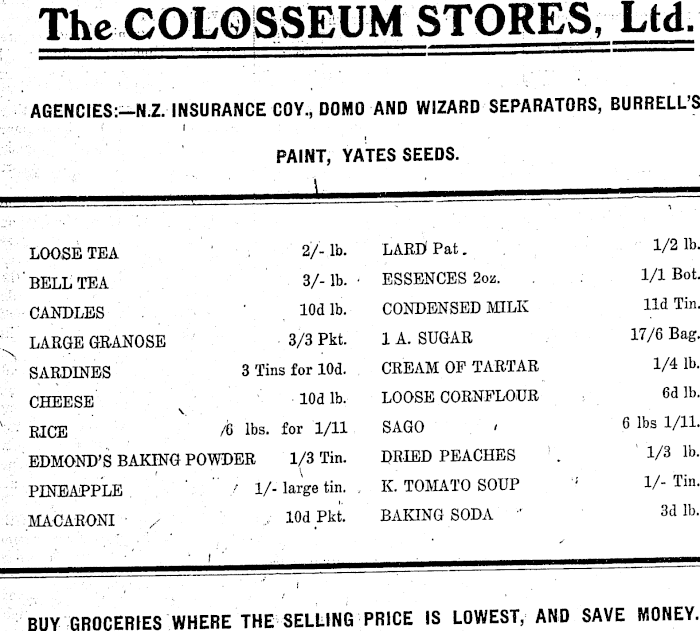 The COLOSSEUM STORES, Ltd.
AGENCIES:—N.Z. INSURANCE COY., DOMO AND WIZARD SEPARATORS, BURRELL'S
PAINT, YATES SEEDS.
LOOSE TEA 2/- lb.
BELL TEA 3/- lb.
CANDLES 10d lb.
LARGE GRANOSE 3/3 Pkt.
SARDINES 3 Tins for 10d.
CHEESE 10d lb.
RICE 6 lbs. for 1/11
EDMOND'S BAKING POWDER 1/3 Tin.
PINEAPPLE 1/- large tin.
MACARONI 10d Pkt.
LARD Pat. 1/2 lb.
ESSENCES 2oz. 1/1 Bot.
CONDENSED MILK 11d Tin.
1 A. SUGAR 17/6 Bag.
CREAM OF TARTAR 1/4 lb.
LOOSE CORNFLOUR 6d lb.
SAGO 6 lbs 1/11.
DRIED PEACHES 1/3 lb.
K. TOMATO SOUP 1/- Tin.
BAKING SODA 3d lb.
BUY GROCERIES WHERE THE SELLING PRICE IS LOWEST, AND SAVE MONEY.